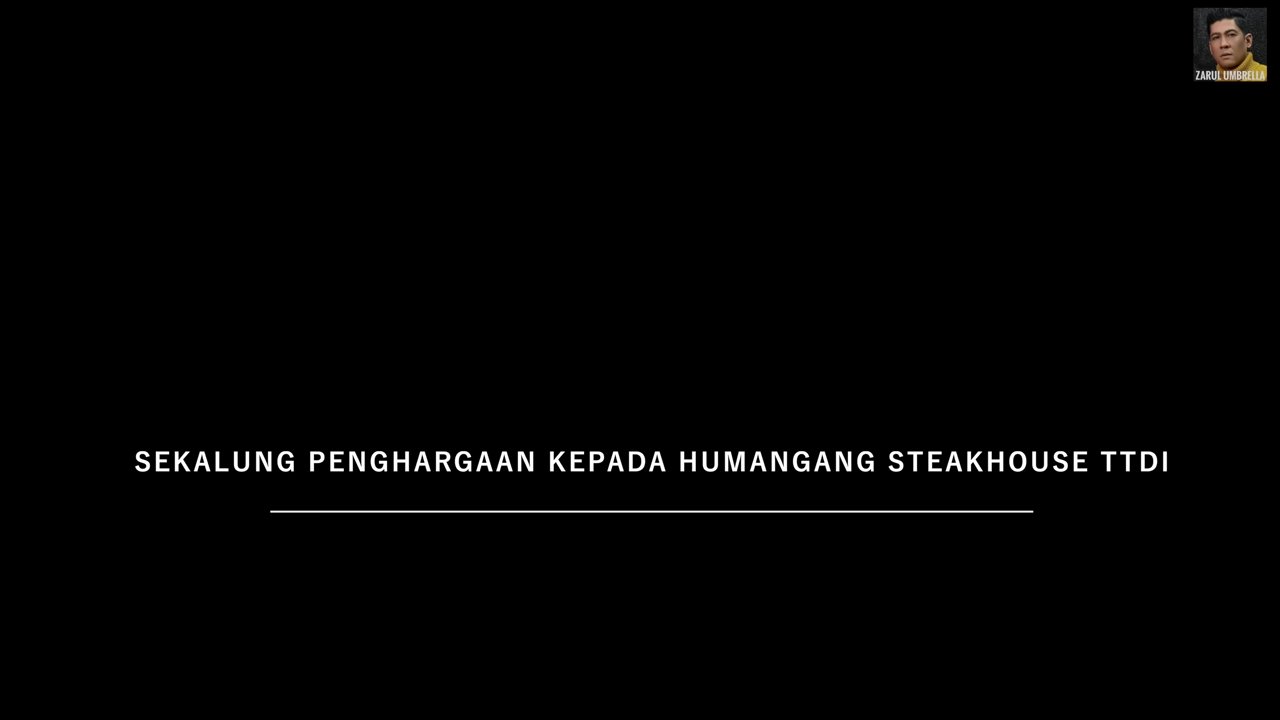 ZARUL UMBRELLA
SEKALUNG PENGHARGAAN KEPADA HUMANGANG STEAKHOUSE TTDI